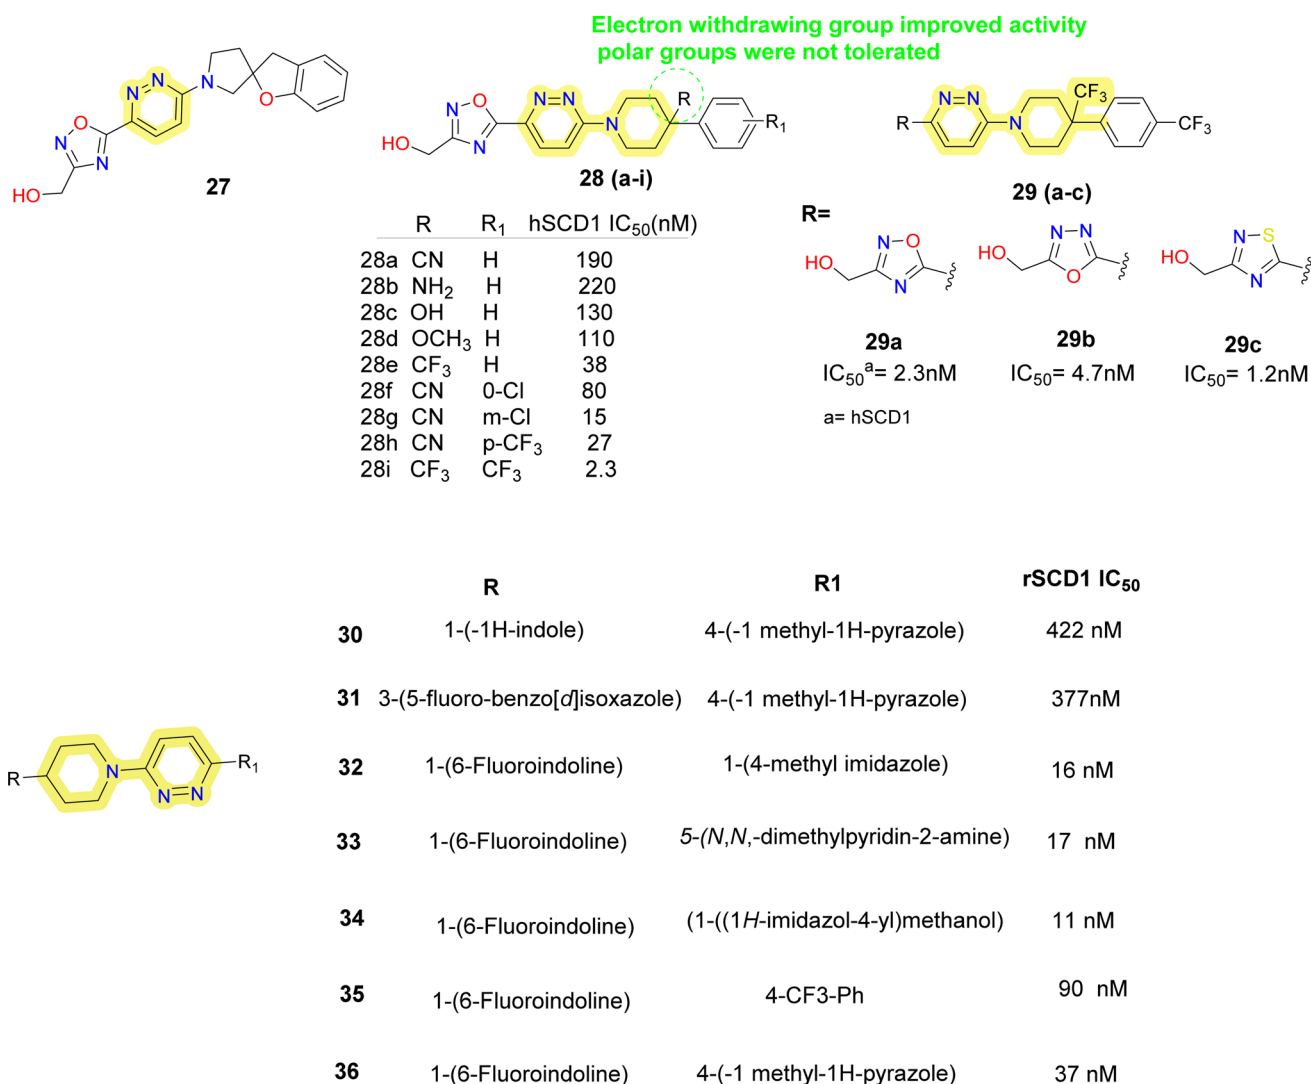 Electron withdrawing group improved activity
polar groups were not tolerated
N
N
N
O
O
N
N
HO
27
HO
N
O
N
N
N
N
R
R1
28 (a-i)
R
N
N
N
CF3
CF3
29 (a-c)
R R1 hSCD1 IC50(nM)
28a CN H 190
28b NH2 H 220
28c OH H 130
28d OCH3 H 110
28e CF3 H 38
28f CN 0-Cl 80
28g CN m-Cl 15
28h CN p-CF3 27
28i CF3 CF3 2.3
R=
HO
N
O
N
29a
IC50a= 2.3nM
HO
N
N
O
29b
IC50= 4.7nM
HO
N
S
N
29c
IC50= 1.2nM
a= hSCD1
R R1 rSCD1 IC50
30 1-(-1H-indole) 4-(-1 methyl-1H-pyrazole) 422 nM
31 3-(5-fluoro-benzo[d]isoxazole) 4-(-1 methyl-1H-pyrazole) 377nM
R
N
N
N
R1
32 1-(6-Fluoroindoline) 1-(4-methyl imidazole) 16 nM
33 1-(6-Fluoroindoline) 5-(N,N,-dimethylpyridin-2-amine) 17 nM
34 1-(6-Fluoroindoline) (1-((1H-imidazol-4-yl)methanol) 11 nM
35 1-(6-Fluoroindoline) 4-CF3-Ph 90 nM
36 1-(6-Fluoroindoline) 4-(-1 methyl-1H-pyrazole) 37 nM